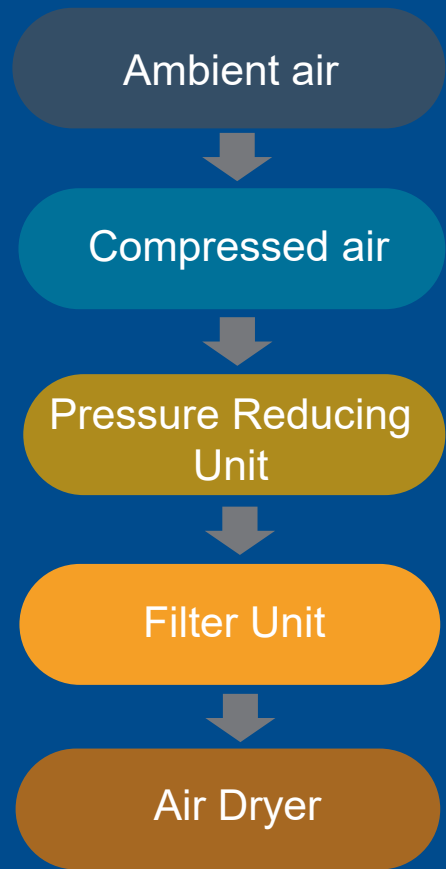 Ambient air
Compressed air
Pressure Reducing
Unit
Filter Unit
Air Dryer